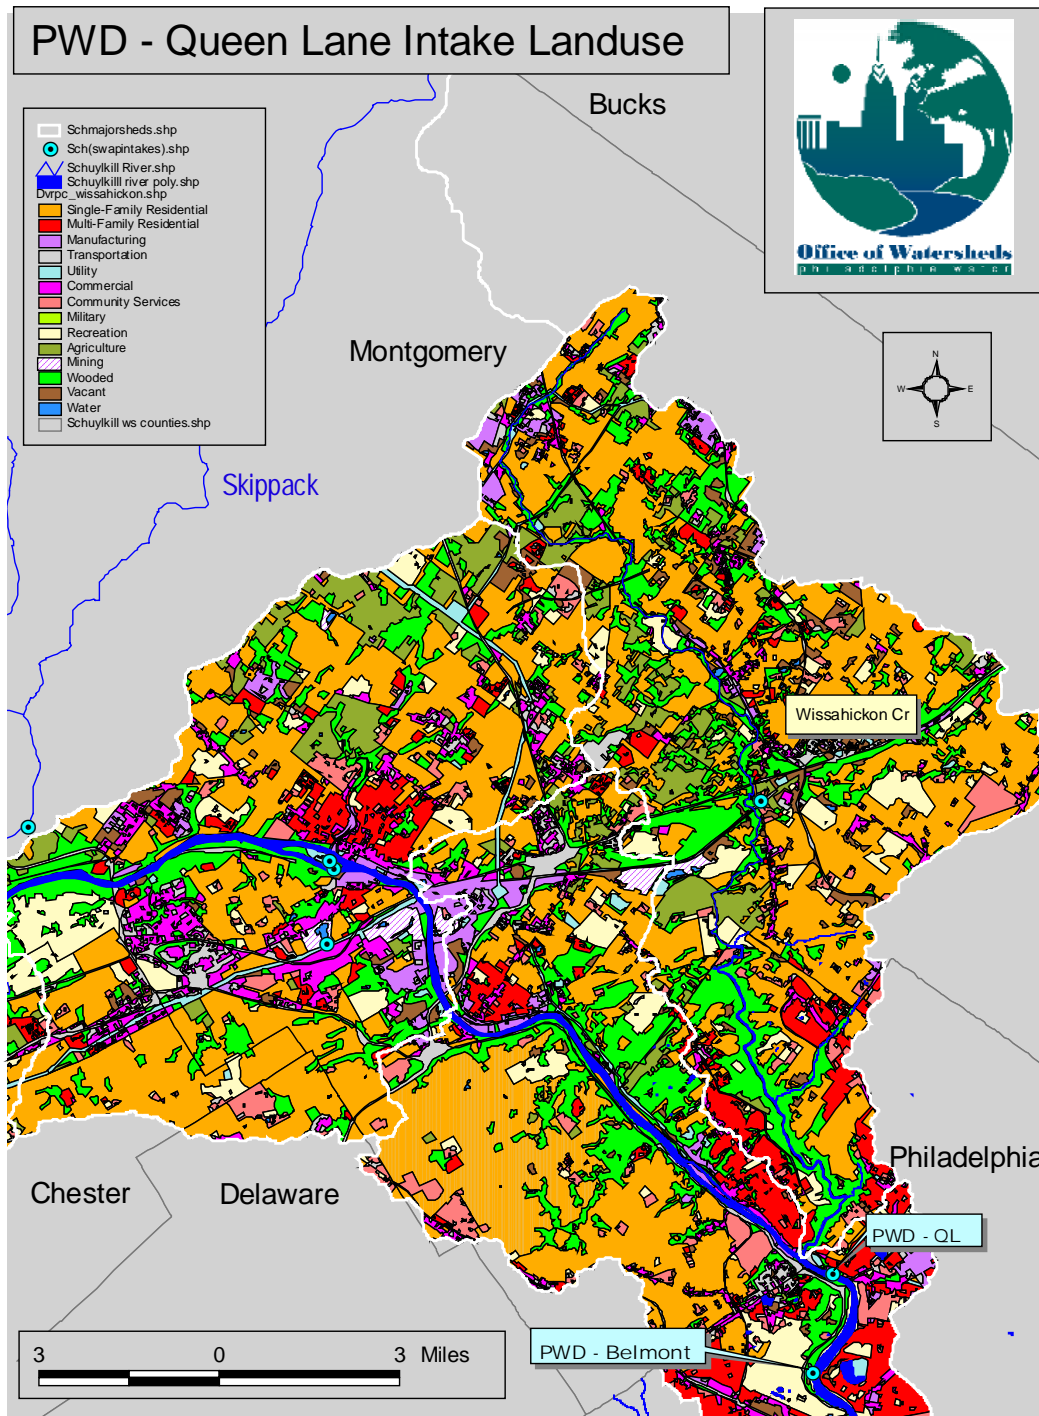 PWD - Queen Lane Intake Landuse
Bucks
Schmajorsheds.shp
Sch(swapintakes).shp
Schuylkill River.shp
Schuylkilll river poly.shp
Dvrpc_wissahickon.shp
Single-Family Residential
Multi-Family Residential
Manufacturing
Transportation
Utility
Commercial
Community Services
Military
Recreation
Agriculture
Mining
Wooded
Vacant
Water
Schuylkill ws counties.shp
Office of Watersheds
philadelphia water
Montgomery
N
W
E
S
Skippack
Wissahickon Cr
Philadelphia
Chester
Delaware
PWD - QL
PWD - Belmont
3 0 3 Miles